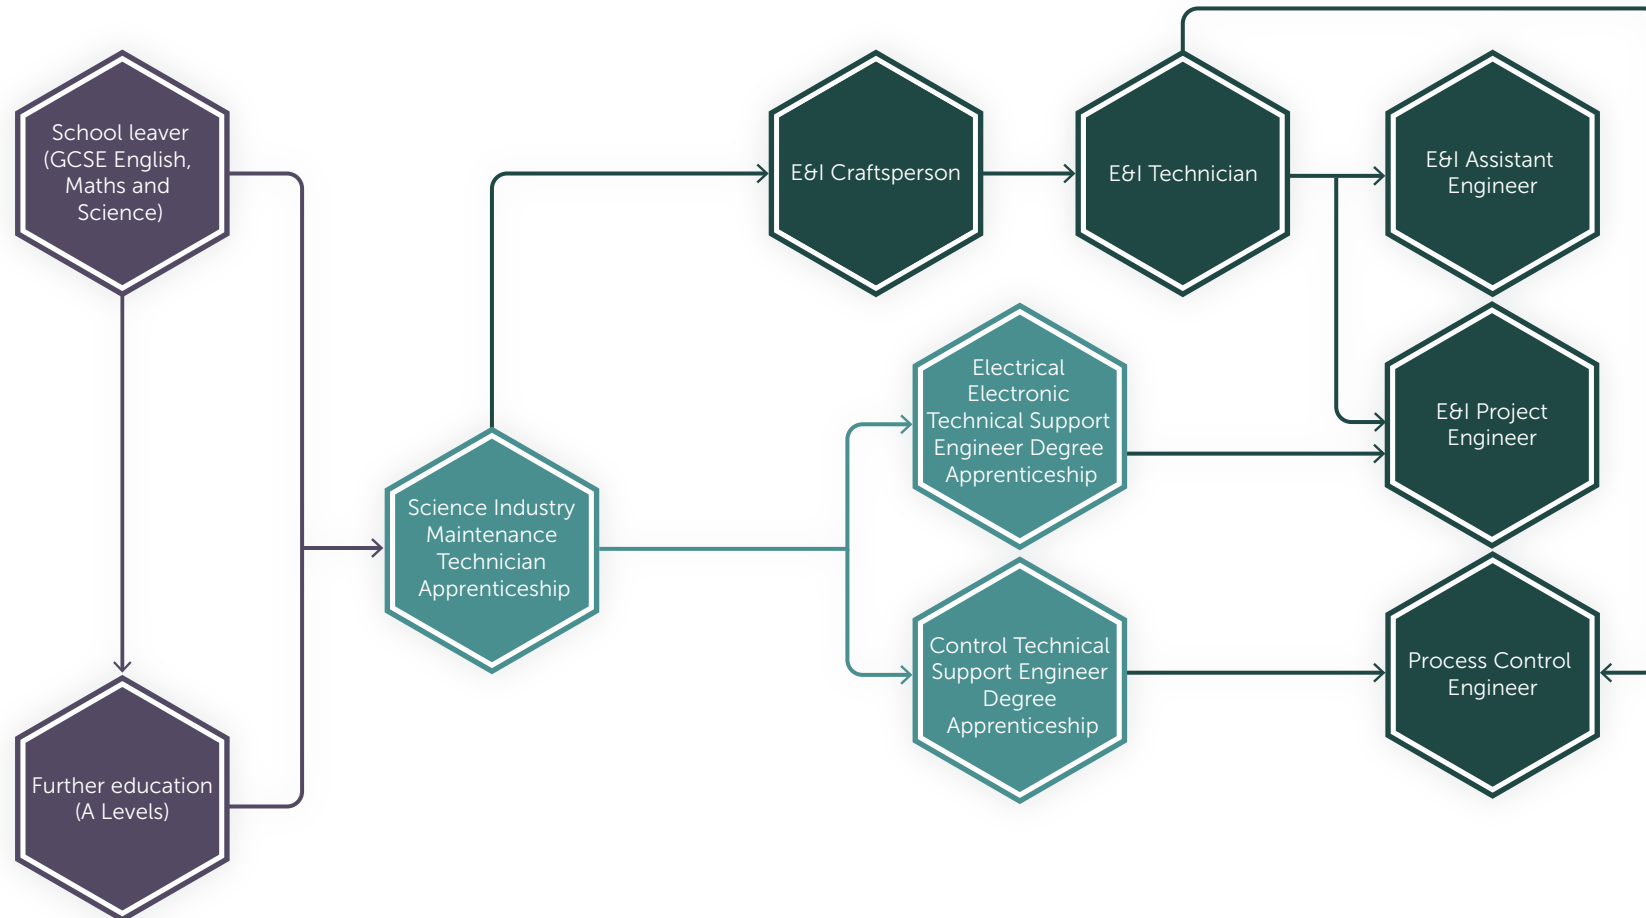 School leaver
(GCSE English,
Maths and
Science)
E&I Craftsperson
E&I Technician
E&I Assistant
Engineer
Electrical
Electronic
Technical Support
Engineer Degree
Apprenticeship
E&I Project
Engineer
Science Industry
Maintenance
Technician
Apprenticeship
Control Technical
Support Engineer
Degree
Apprenticeship
Process Control
Engineer
Further education
(A Levels)